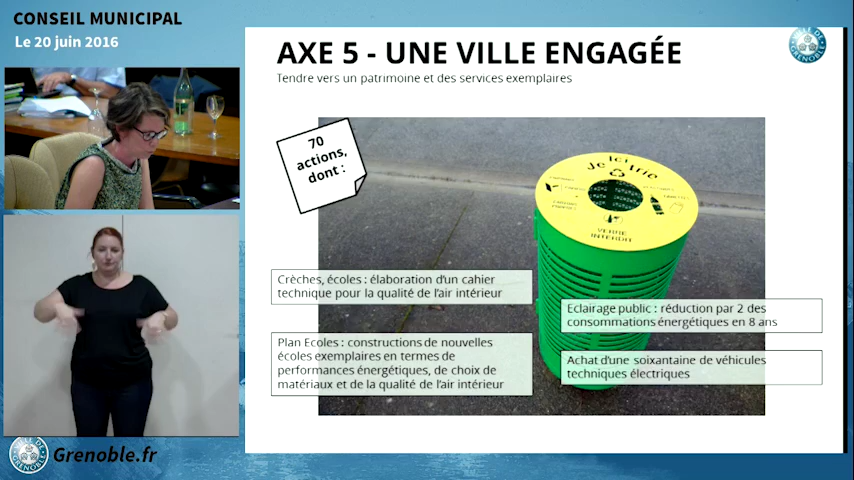 CONSEIL MUNICIPAL
Le 20 juin 2016
AXE 5 - UNE VILLE ENGAGÉE
Tendre vers un patrimoine et des services exemplaires
GRENOBLE
70
actions,
dont :
Ici
Je trie
VERRE
INTERDIT
Crèches, écoles : élaboration d'un cahier
technique pour la qualité de l'air intérieur
Eclairage public : réduction par 2 des
consommations énergétiques en 8 ans
Plan Ecoles : constructions de nouvelles
écoles exemplaires en termes de
performances énergétiques, de choix de
matériaux et de la qualité de l'air intérieur
Achat d'une soixantaine de véhicules
techniques électriques
GRENOBLE
Grenoble.fr